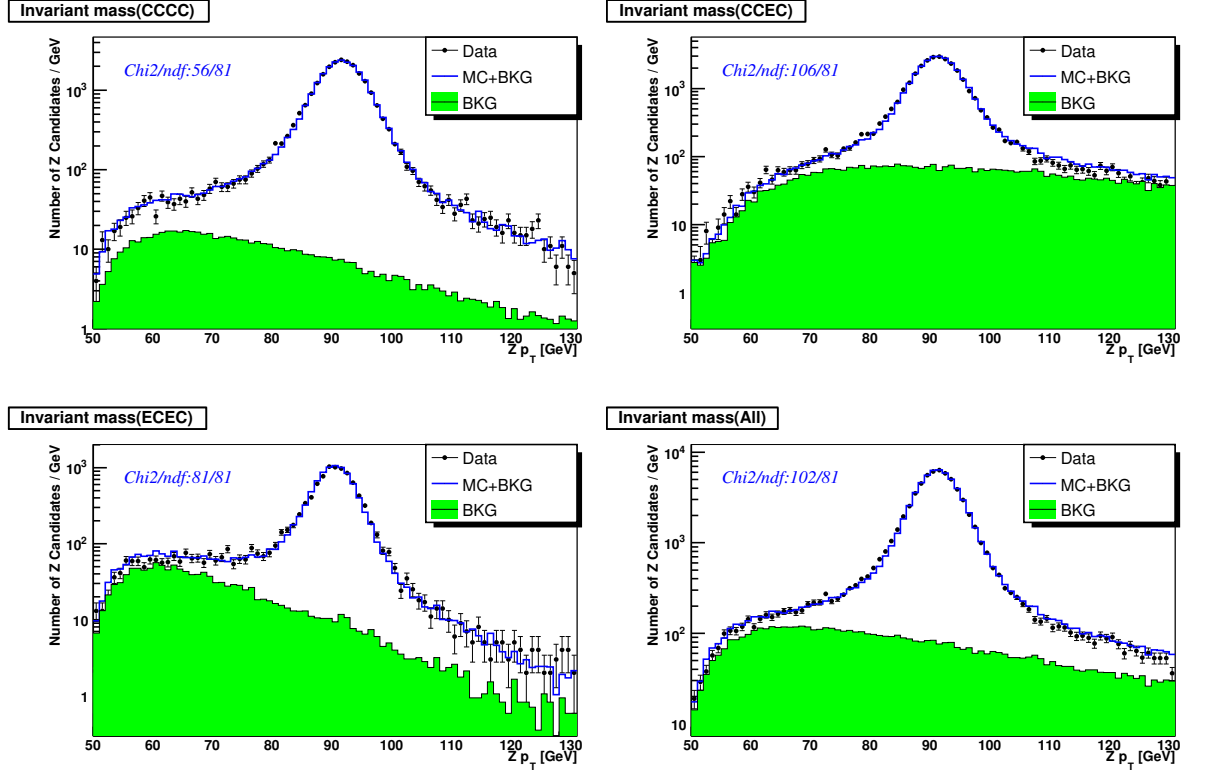 Invariant mass(CCCC)
Number of Z Candidates / GeV
Chi2/ndf:56/81
Data
MC+BKG
BKG
10³
10²
10
1
50 60 70 80 90 100 110 120 130
Z p_T [GeV]
Invariant mass(CCEC)
Number of Z Candidates / GeV
Chi2/ndf:106/81
Data
MC+BKG
BKG
10³
10²
10
1
50 60 70 80 90 100 110 120 130
Z p_T [GeV]
Invariant mass(ECEC)
Number of Z Candidates / GeV
Chi2/ndf:81/81
Data
MC+BKG
BKG
10³
10²
10
1
50 60 70 80 90 100 110 120 130
Z p_T [GeV]
Invariant mass(All)
Number of Z Candidates / GeV
Chi2/ndf:102/81
Data
MC+BKG
BKG
10⁴
10³
10²
10
50 60 70 80 90 100 110 120 130
Z p_T [GeV]